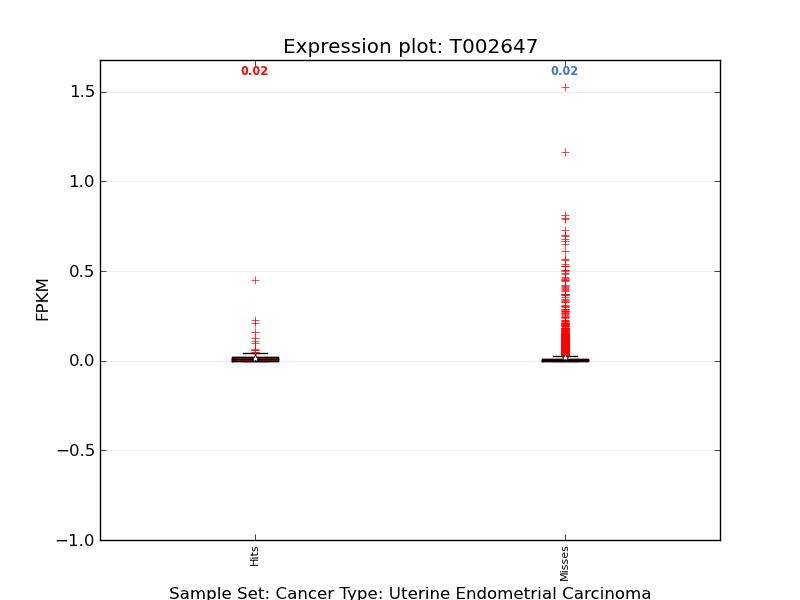 Expression plot: T002647
0.02
0.02
1.5
1.0
0.5
0.0
−0.5
−1.0
FPKM
Hits
Misses
Sample Set: Cancer Type: Uterine Endometrial Carcinoma